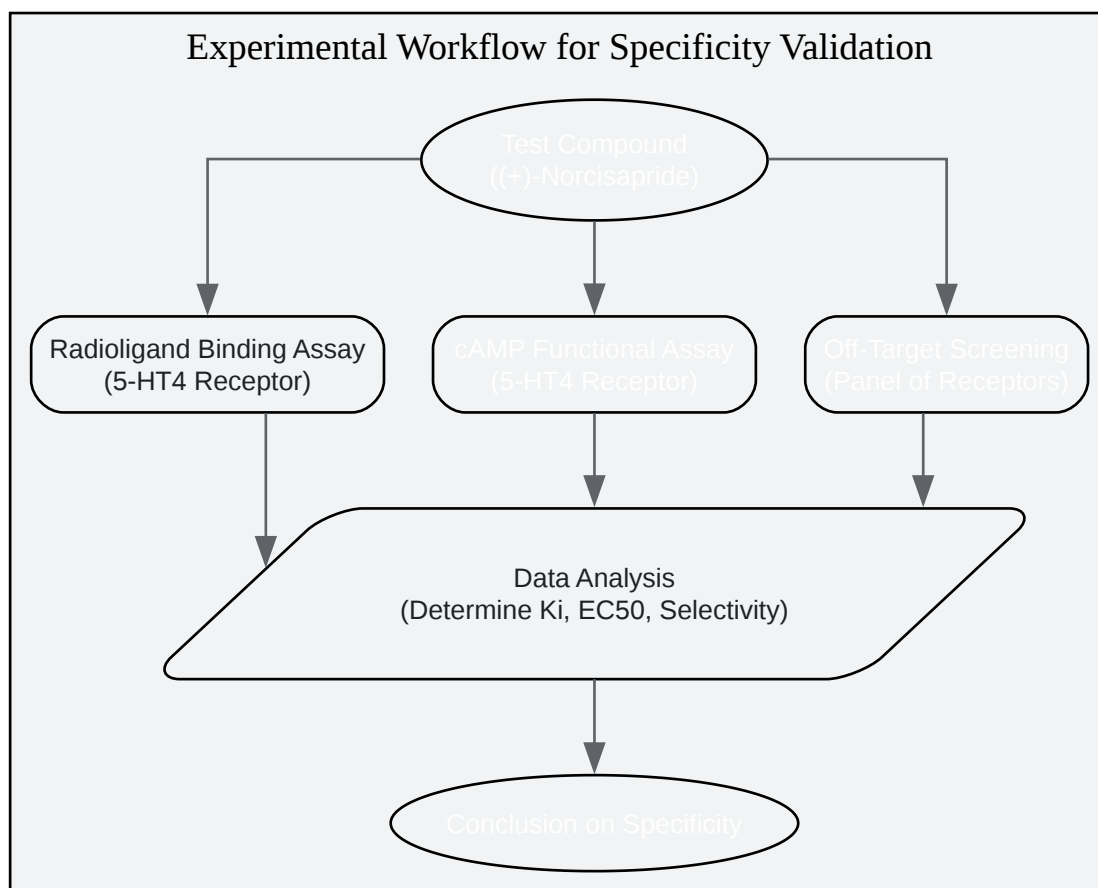 Experimental Workflow for Specificity Validation
Test Compound
((+)-Norcisapride)
Radioligand Binding Assay
(5-HT4 Receptor)
cAMP Functional Assay
(5-HT4 Receptor)
Off-Target Screening
(Panel of Receptors)
Data Analysis
(Determine Ki, EC50, Selectivity)
Conclusion on Specificity